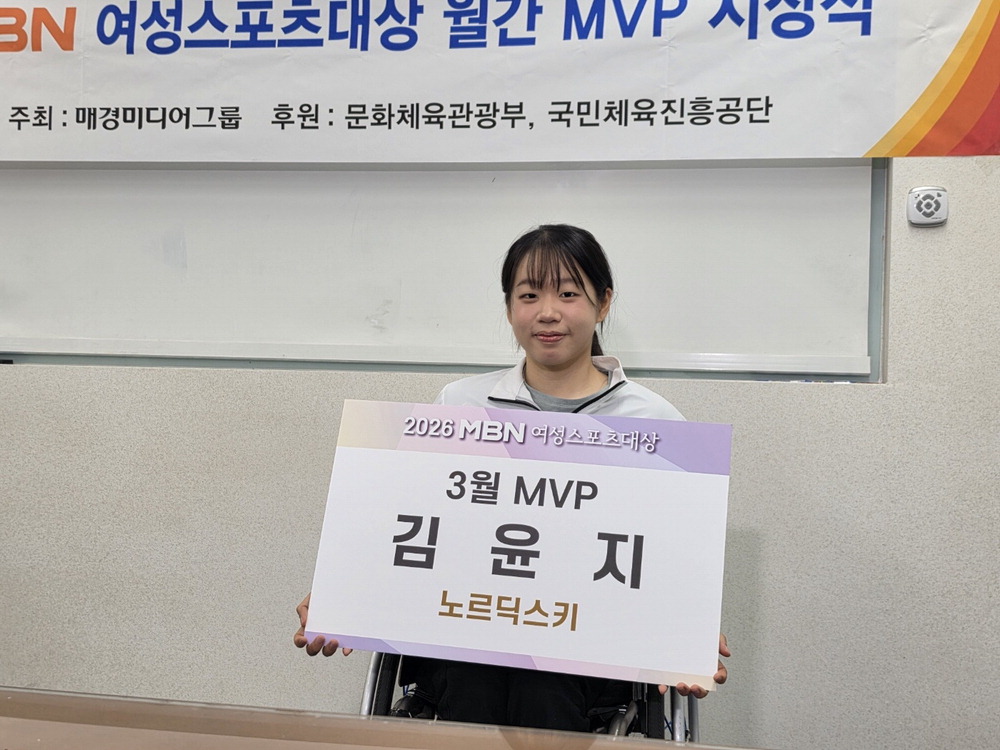 BN 여성스포츠대상 월간 MVP 시상식
주최 : 매경미디어그룹 후원 : 문화체육관광부, 국민체육진흥공단
2026 MBN 여성스포츠대상
3월 MVP
김윤지
노르딕스키